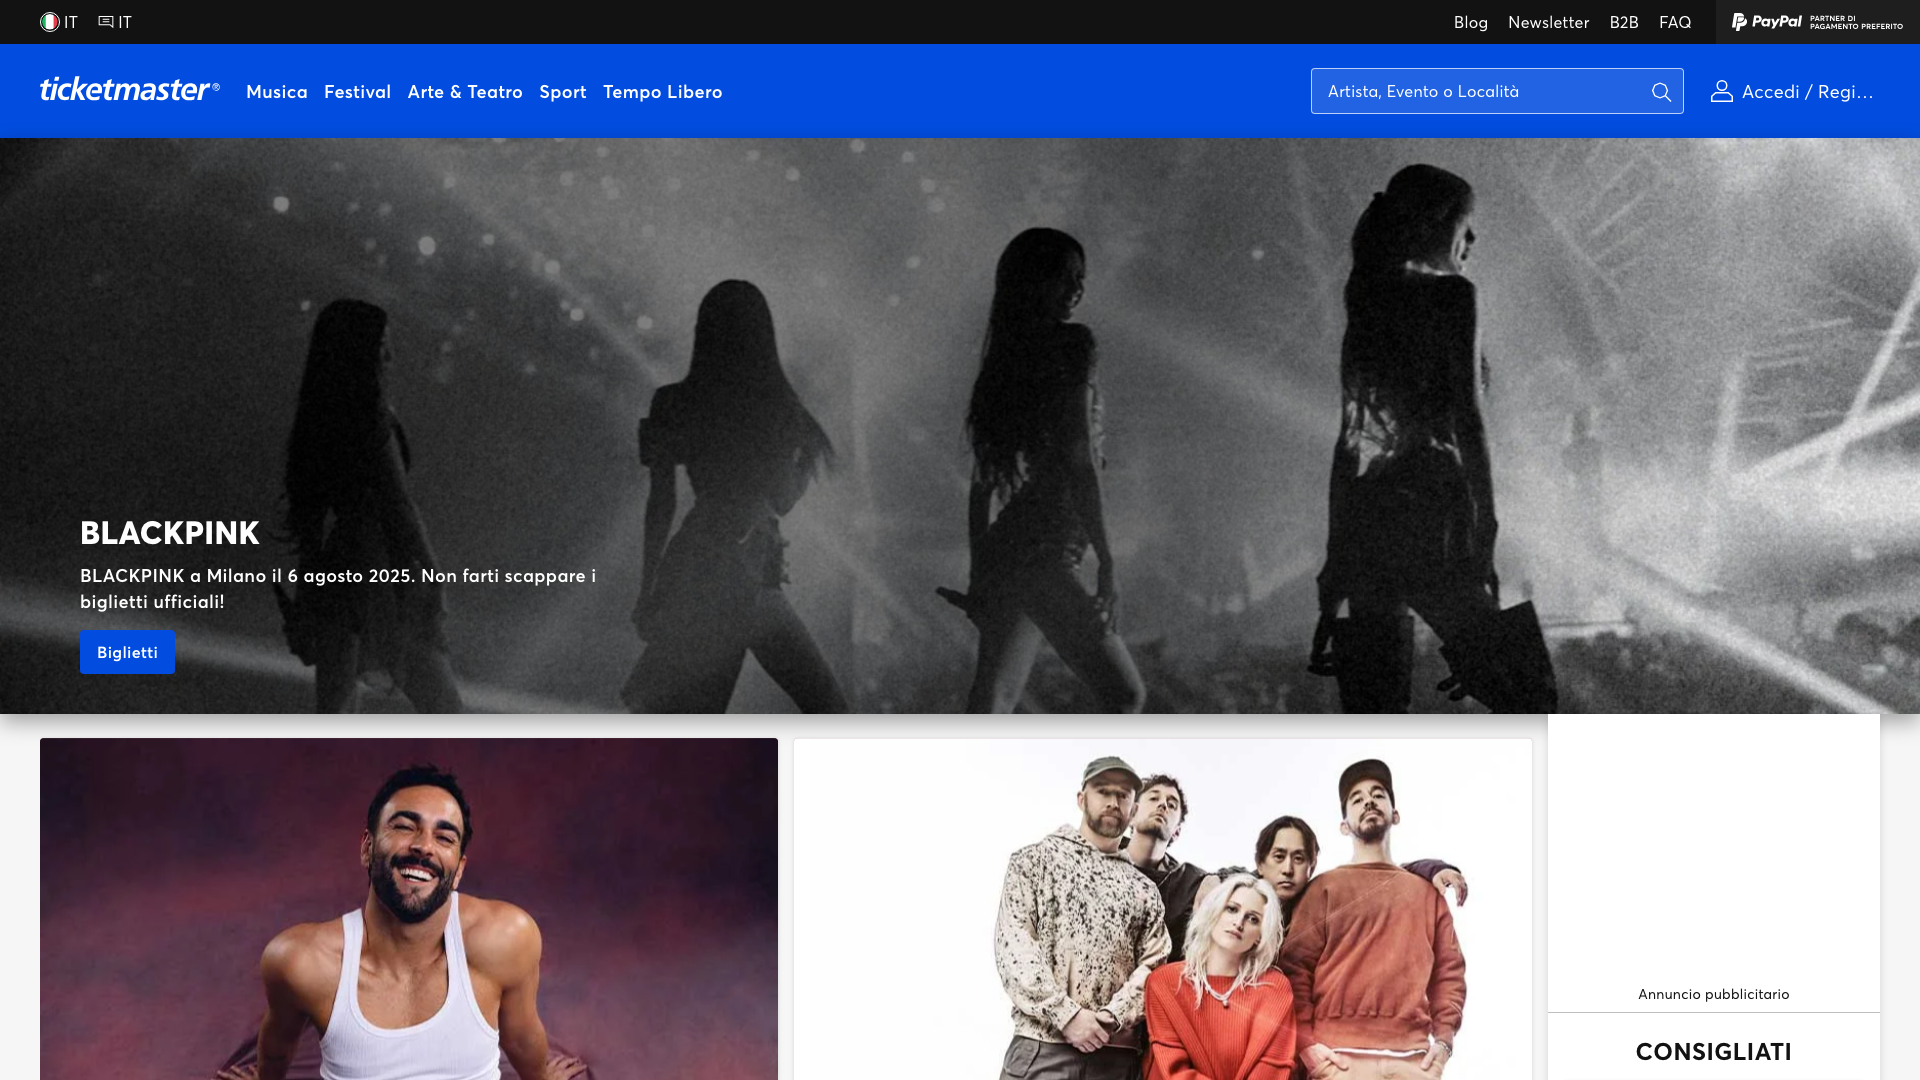 IT
IT
Blog
Newsletter
B2B
FAQ
PayPal
PARTNER DI
PAGAMENTO PREFERITO
ticketmaster®
Musica
Festival
Arte & Teatro
Sport
Tempo Libero
Artista, Evento o Località
Accedi / Regi…
BLACKPINK
BLACKPINK a Milano il 6 agosto 2025. Non farti scappare i
biglietti ufficiali!
Biglietti
Annuncio pubblicitario
CONSIGLIATI